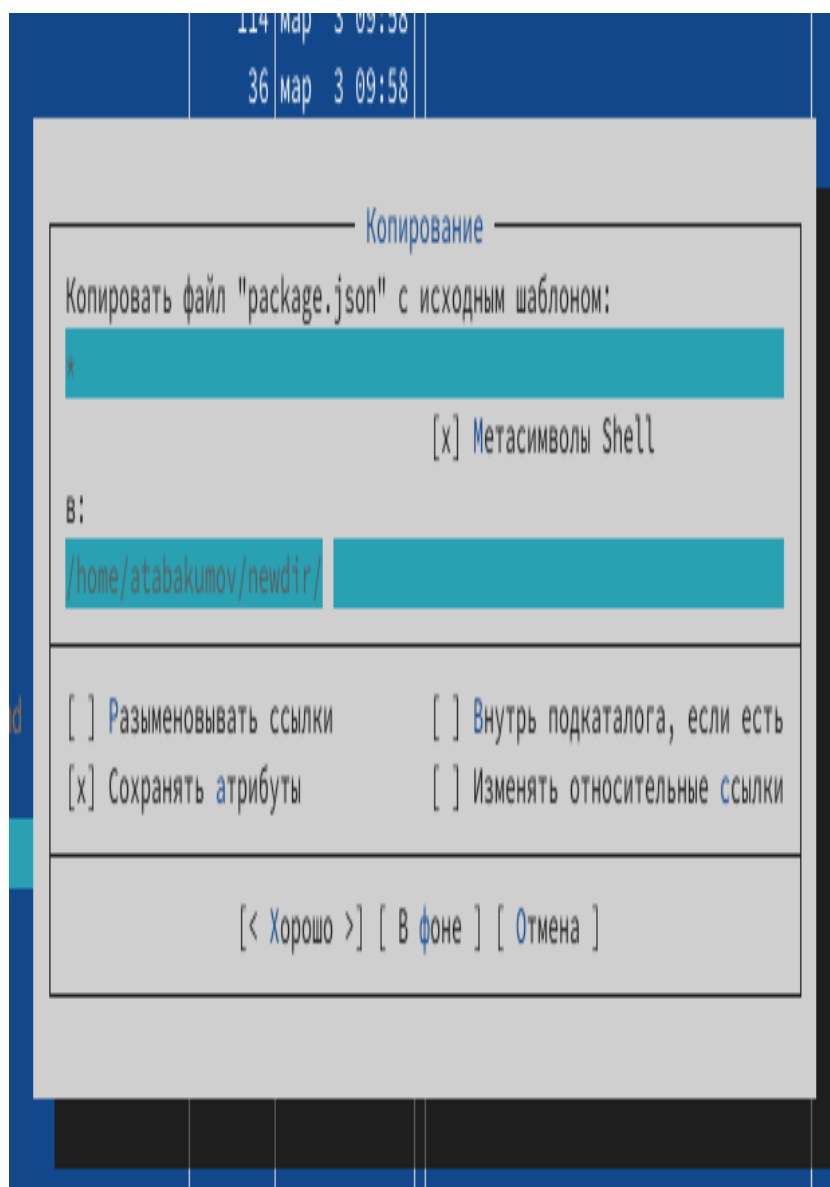 114 мар 3 09:58
36 мар 3 09:58
Копирование
Копировать файл "package.json" с исходным шаблоном:
*
[x] Метасимволы Shell
в:
/home/atabakumov/newdir/
[ ] Разыменовывать ссылки [ ] Внутрь подкаталога, если есть
[x] Сохранять атрибуты [ ] Изменять относительные ссылки
[< Хорошо >] [ В фоне ] [ Отмена ]